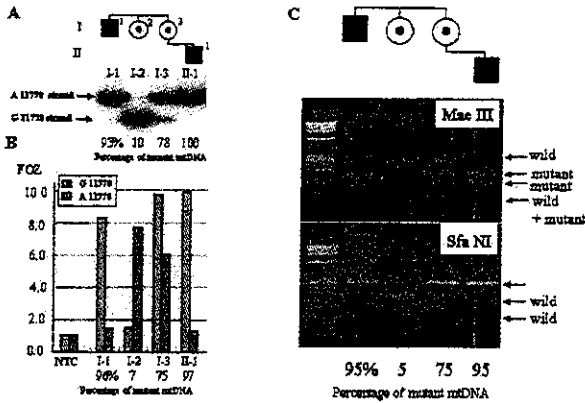 A
I
1
2
3
II
1
I-1 I-2 I-3 II-1
A 11778 strand
G 11778 strand
93% 10 78 100
Percentage of mutant mtDNA
B
FOZ
10.0
8.0
6.0
4.0
2.0
0.0
G 11778
A 11778
NTC I-1 I-2 I-3 II-1
96% 7 75 97
Percentage of mutant mtDNA
C
Mae III
wild
mutant
mutant
wild
+ mutant
Sfa NI
wild
wild
95% 5 75 95
Percentage of mutant mtDNA